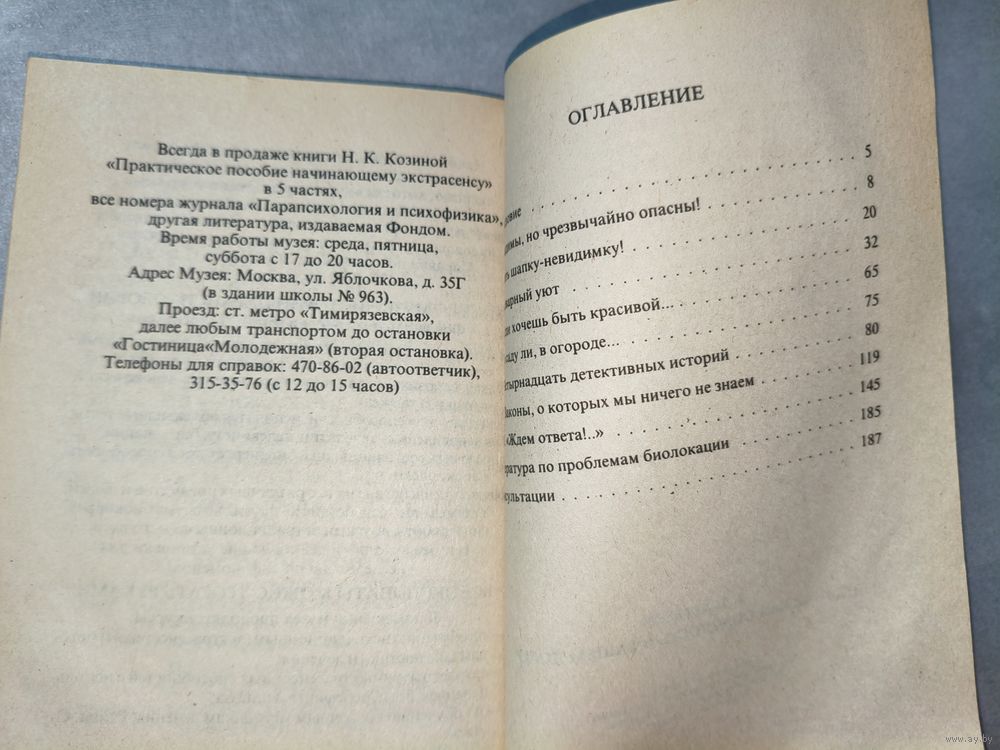 Всегда в продаже книги Н. К. Козиной
«Практическое пособие начинающему экстрасенсу»
в 5 частях,
все номера журнала «Парапсихология и психофизика»,
другая литература, издаваемая Фондом.
Время работы музея: среда, пятница,
суббота с 17 до 20 часов.
Адрес Музея: Москва, ул. Яблочкова, д. 35Г
(в здании школы № 963).
Проезд: ст. метро «Тимирязевская»,
далее любым транспортом до остановки
«Гостиница«Молодежная» (вторая остановка).
Телефоны для справок: 470-86-02 (автоответчик),
315-35-76 (с 12 до 15 часов)
ОГЛАВЛЕНИЕ
. . . . . . . . . . . . . . . . . . . . 5
но чрезвычайно опасны! 8
шапку-невидимку! . . . . . . . . . . . . . 20
уют . . . . . . . . . . . . . . . . . . 32
хочешь быть красивой... . . . . . . . . . . . 65
ли, в огороде... . . . . . . . . . . . . . . 75
детективных историй . . . . . . . . 80
о которых мы ничего не знаем . . . . . . . 119
«Ждем ответа!..» . . . . . . . . . . . . . . . 145
по проблемам биолокации . . . . . . . . 185
. . . . . . . . . . . . . . . . . . 187
www.ay.by